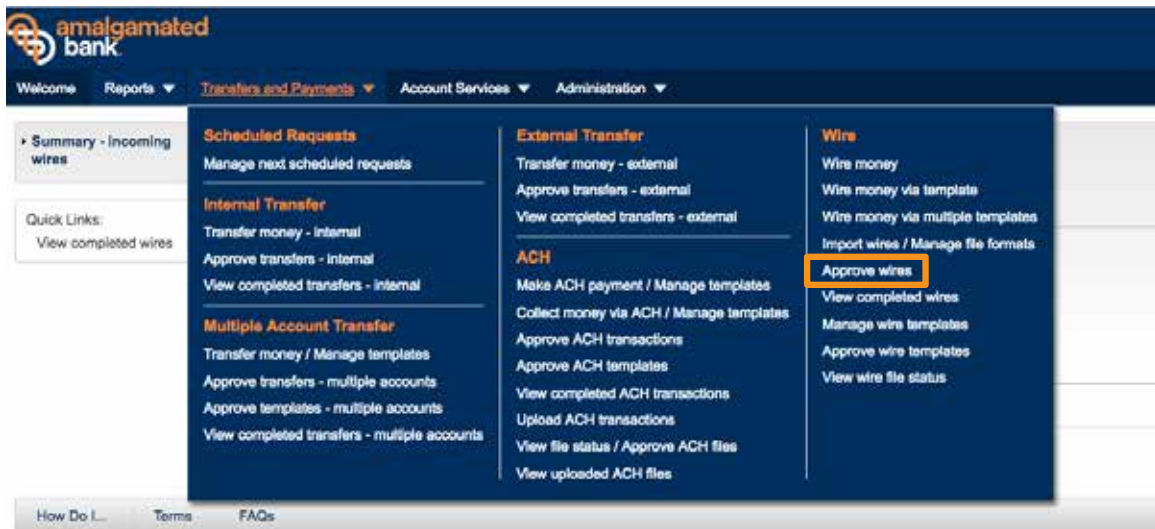 amalgamated
bank
Welcome Reports Transfers and Payments Account Services Administration
Summary - Incoming
wires
Quick Links:
View completed wires
Scheduled Requests
Manage next scheduled requests
Internal Transfer
Transfer money - internal
Approve transfers - internal
View completed transfers - internal
Multiple Account Transfer
Transfer money / Manage templates
Approve transfers - multiple accounts
Approve templates - multiple accounts
View completed transfers - multiple accounts
External Transfer
Transfer money - external
Approve transfers - external
View completed transfers - external
ACH
Make ACH payment / Manage templates
Collect money via ACH / Manage templates
Approve ACH transactions
Approve ACH templates
View completed ACH transactions
Upload ACH transactions
View file status / Approve ACH files
View uploaded ACH files
Wire
Wire money
Wire money via template
Wire money via multiple templates
Import wires / Manage file formats
Approve wires
View completed wires
Manage wire templates
Approve wire templates
View wire file status
How Do I... Terms FAQs